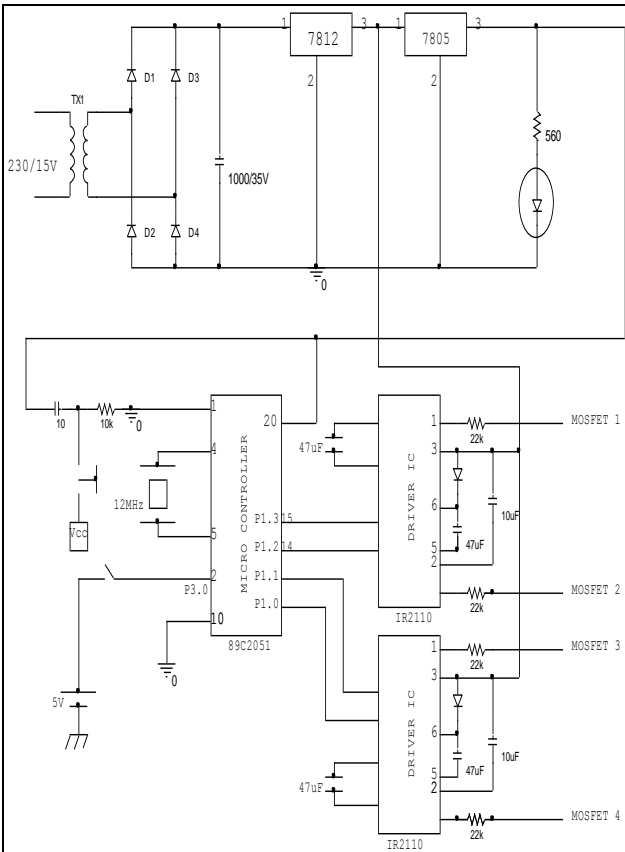 1 7812 3 1 7805 3
2 2
D1 D3
TX1
230/15V
1000/35V
560
D2 D4
0
10 10k 0
1 20
4
12MHz
5
Vcc
P3.0 2
10
0
5V
MICRO CONTROLLER
P1.3 15
P1.2 14
P1.1
P1.0
89C2051
47uF
DRIVER IC
1
22k
MOSFET 1
3
6
10uF
47uF
5
2
22k
MOSFET 2
IR2110
1
22k
MOSFET 3
3
DRIVER IC
6
10uF
47uF
5
2
47uF
22k
MOSFET 4
IR2110